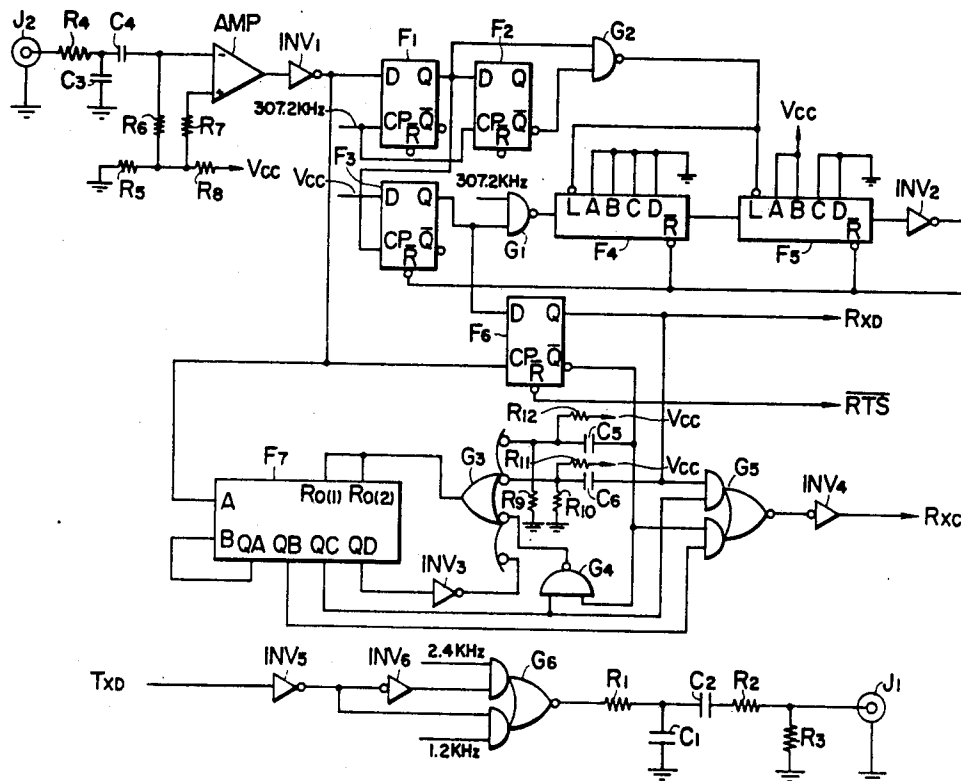 J2
R4
C4
AMP
INV1
C3
R6
R7
R5
R8
Vcc
F1
D Q
307.2KHz
CP Q
R
F2
D Q
CP Q
R
G2
F3
Vcc
D Q
CP Q
R
307.2KHz
G1
L A B C D
R
F4
Vcc
L A B C D
R
F5
INV2
F6
D Q
CP Q
R
RXD
RTS
R12
Vcc
C5
R11
Vcc
C6
R9
R10
G3
F7
R0(1) R0(2)
A
B
QA QB QC QD
INV3
G4
G5
INV4
RXC
TXD
INV5
INV6
2.4KHz
G6
1.2KHz
R1
C1
C2
R2
R3
J1